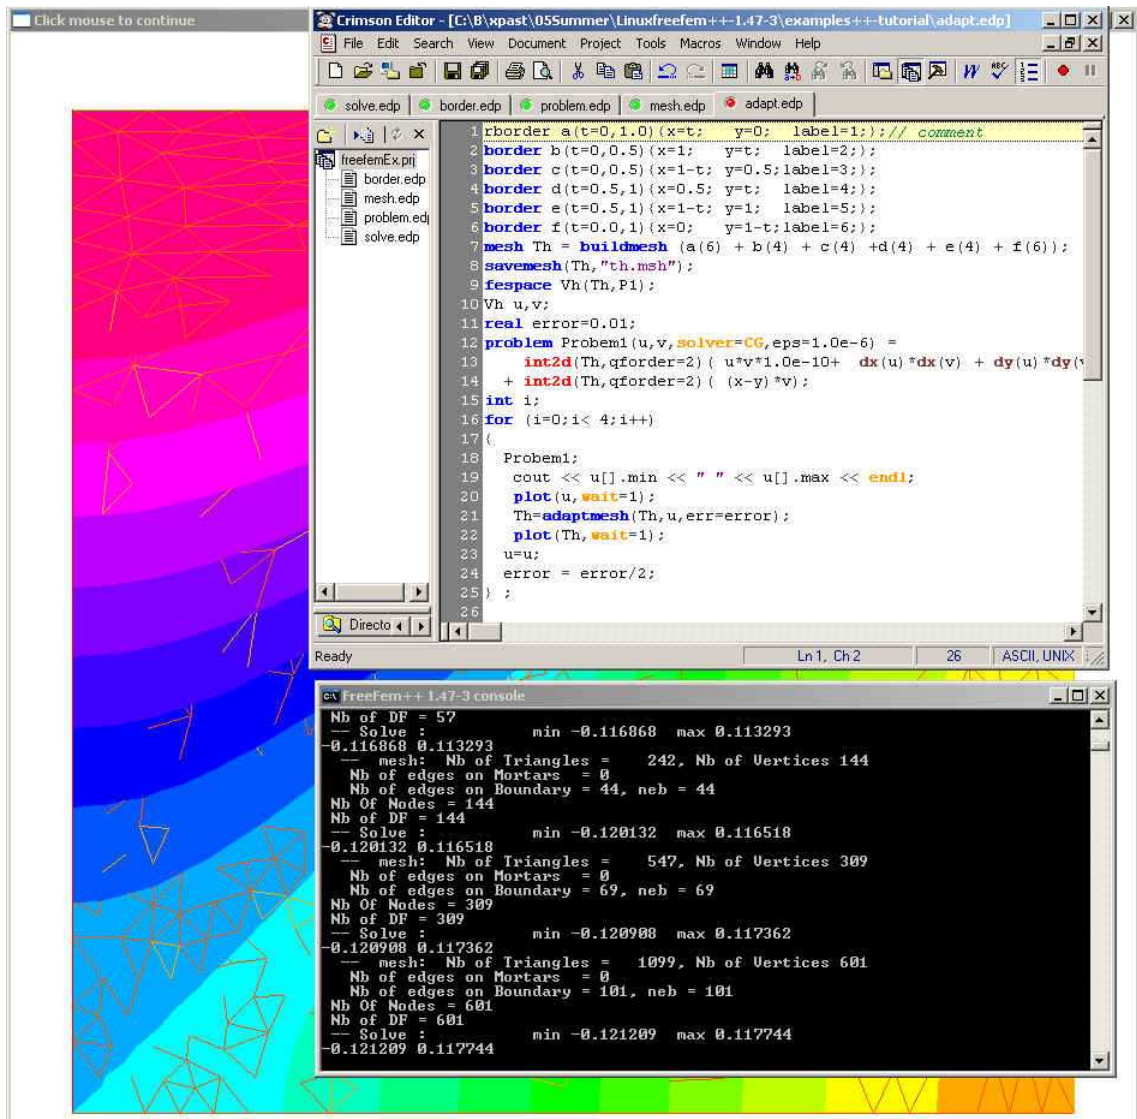 Click mouse to continue
Crimson Editor - [C:\8\xpast\05Summer\Linuxfreefem++-1.47-3\examples++-tutorial\adapt.edp]
File Edit Search View Document Project Tools Macros Window Help
solve.edp border.edp problem.edp mesh.edp adapt.edp
freefemEx.prj
border.edp
mesh.edp
problem.edp
solve.edp
Directo
1 rborder a(t=0,1.0){x=t; y=0; label=1;};// comment
2 border b(t=0,0.5){x=1; y=t; label=2;};
3 border c(t=0,0.5){x=1-t; y=0.5;label=3;};
4 border d(t=0.5,1){x=0.5; y=t; label=4;};
5 border e(t=0.5,1){x=1-t; y=1; label=5;};
6 border f(t=0.0,1){x=0; y=1-t;label=6;};
7 mesh Th = buildmesh (a(6) + b(4) + c(4) +d(4) + e(4) + f(6));
8 savemesh(Th,"th.msh");
9 fespace Vh(Th,P1);
10 Vh u,v;
11 real error=0.01;
12 problem Probem1(u,v,solver=CG,eps=1.0e-6) =
13 int2d(Th,qforder=2)( u*v*1.0e-10+ dx(u)*dx(v) + dy(u)*dy(v
14 + int2d(Th,qforder=2)( (x-y)*v);
15 int i;
16 for (i=0;i< 4;i++)
17 {
18 Probem1;
19 cout << u[].min << " " << u[].max << endl;
20 plot(u,wait=1);
21 Th=adaptmesh(Th,u,err=error);
22 plot(Th,wait=1);
23 u=u;
24 error = error/2;
25 } ;
26
Ready Ln 1, Ch 2 26 ASCII, UNIX
FreeFem++ 1.47-3 console
Nb of DF = 57
-- Solve : min -0.116868 max 0.113293
-0.116868 0.113293
-- mesh: Nb of Triangles = 242, Nb of Vertices 144
Nb of edges on Mortars = 0
Nb of edges on Boundary = 44, neb = 44
Nb Of Nodes = 144
Nb of DF = 144
-- Solve : min -0.120132 max 0.116518
-0.120132 0.116518
-- mesh: Nb of Triangles = 547, Nb of Vertices 309
Nb of edges on Mortars = 0
Nb of edges on Boundary = 69, neb = 69
Nb Of Nodes = 309
Nb of DF = 309
-- Solve : min -0.120908 max 0.117362
-0.120908 0.117362
-- mesh: Nb of Triangles = 1099, Nb of Vertices 601
Nb of edges on Mortars = 0
Nb of edges on Boundary = 101, neb = 101
Nb Of Nodes = 601
Nb of DF = 601
-- Solve : min -0.121209 max 0.117744
-0.121209 0.117744